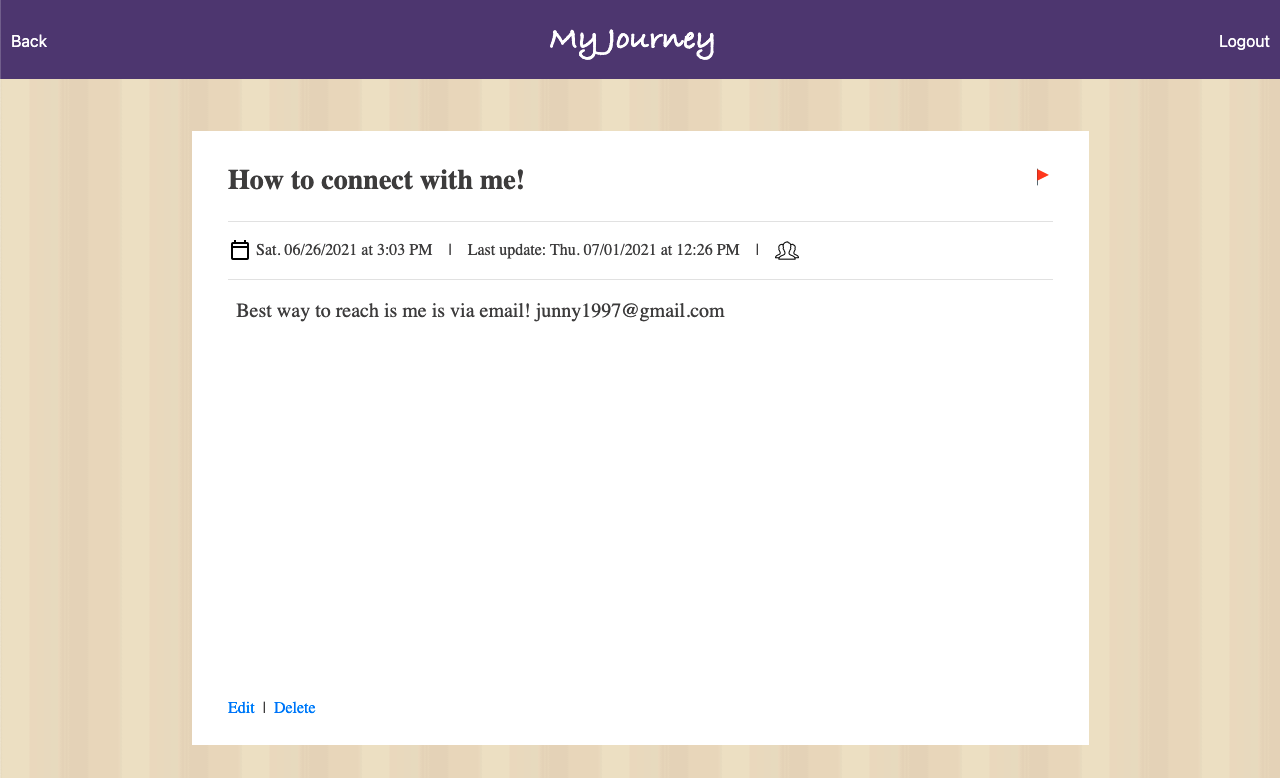 Back
MyJourney
Logout
How to connect with me!
Sat. 06/26/2021 at 3:03 PM | Last update: Thu. 07/01/2021 at 12:26 PM |
Best way to reach is me is via email! junny1997@gmail.com
Edit | Delete